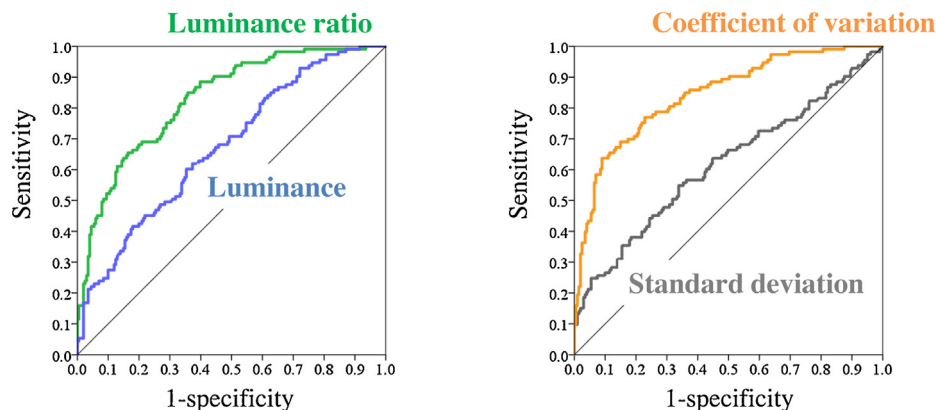 Luminance ratio
1.0
0.9
0.8
0.7
0.6
0.5
0.4
0.3
0.2
0.1
0.0
Sensitivity
Luminance
0.0 0.1 0.2 0.3 0.4 0.5 0.6 0.7 0.8 0.9 1.0
1-specificity
Coefficient of variation
1.0
0.9
0.8
0.7
0.6
0.5
0.4
0.3
0.2
0.1
0.0
Sensitivity
Standard deviation
0.0 0.1 0.2 0.3 0.4 0.5 0.6 0.7 0.8 0.9 1.0
1-specificity